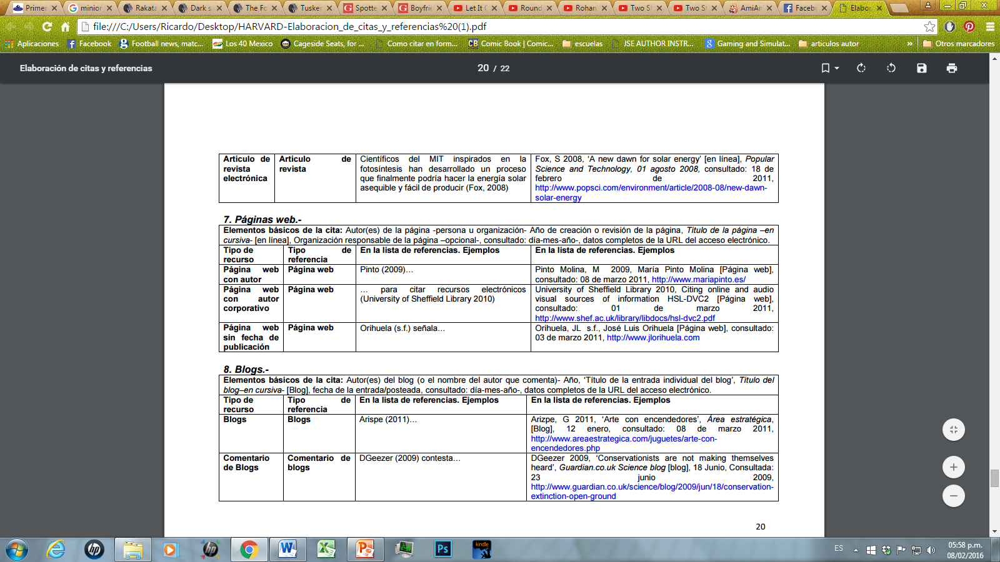 Primer
minion
Rakata
Dark s
The Fo
Tusker
Spotte
Boyfrie
Let It G
Round
Rohan
Two St
Two St
AmiAm
Faceb
Elabor
file:///C:/Users/Ricardo/Desktop/HARVARD-Elaboracion_de_citas_y_referencias%20(1).pdf
Aplicaciones
Facebook
Football news, matc...
Los 40 Mexico
Cageside Seats, for ...
Como citar en form...
Comic Book | Comic...
escuelas
JSE AUTHOR INSTR...
Gaming and Simulat...
articulos autor
»
Otros marcadores
Elaboración de citas y referencias
20 / 22
Artículo de revista electrónica
Artículo de revista
Científicos del MIT inspirados en la
fotosíntesis han desarrollado un proceso
que finalmente podría hacer la energía solar
asequible y fácil de producir (Fox, 2008)
Fox, S 2008, ‘A new dawn for solar energy’ [en línea], Popular
Science and Technology, 01 agosto 2008, consultado: 18 de
febrero de 2011,
http://www.popsci.com/environment/article/2008-08/new-dawn-
solar-energy
7. Páginas web.-
Elementos básicos de la cita: Autor(es) de la página -persona u organización- Año de creación o revisión de la página, Título de la página –en
cursiva- [en línea], Organización responsable de la página –opcional-, consultado: día-mes-año-, datos completos de la URL del acceso electrónico.
Tipo de
recurso
Tipo de
referencia
En la lista de referencias. Ejemplos
En la lista de referencias. Ejemplos
Página web
con autor
Página web
Pinto (2009)…
Pinto Molina, M 2009, María Pinto Molina [Página web],
consultado: 08 de marzo 2011, http://www.mariapinto.es/
Página web
con autor
corporativo
Página web
… para citar recursos electrónicos
(University of Sheffield Library 2010)
University of Sheffield Library 2010, Citing online and audio
visual sources of information HSL-DVC2 [Página web],
consultado: 01 de marzo 2011,
http://www.shef.ac.uk/library/libdocs/hsl-dvc2.pdf
Página web
sin fecha de
publicación
Página web
Orihuela (s.f.) señala…
Orihuela, JL s.f., José Luis Orihuela [Página web], consultado:
03 de marzo 2011, http://www.jlorihuela.com
8. Blogs.-
Elementos básicos de la cita: Autor(es) del blog (o el nombre del autor que comenta)- Año, ‘Título de la entrada individual del blog’, Título del
blog–en cursiva- [Blog], fecha de la entrada/posteada, consultado: día-mes-año-, datos completos de la URL del acceso electrónico.
Tipo de
recurso
Tipo de
referencia
En la lista de referencias. Ejemplos
En la lista de referencias. Ejemplos
Blogs
Blogs
Arispe (2011)…
Arizpe, G 2011, ‘Arte con encendedores’, Área estratégica,
[Blog], 12 enero, consultado: 08 de marzo 2011,
http://www.areaestrategica.com/juguetes/arte-con-
encendedores.php
Comentario
de Blogs
Comentario de
blogs
DGeezer (2009) contesta…
DGeezer 2009, ‘Conservationists are not making themselves
heard’, Guardian.co.uk Science blog [blog], 18 Junio, Consultada:
23 junio 2009,
http://www.guardian.co.uk/science/blog/2009/jun/18/conservation-
extinction-open-ground
20
kindle
Ps
ES
05:58 p.m.
08/02/2016